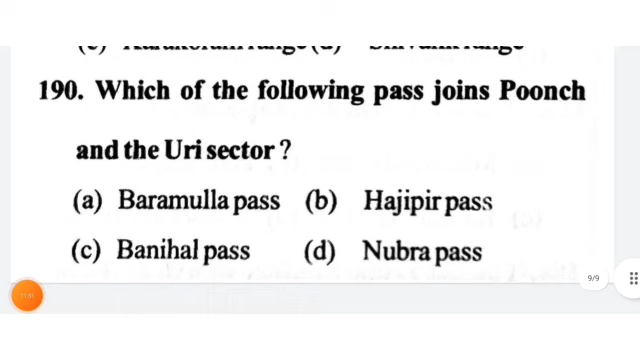 190. Which of the following pass joins Poonch
and the Uri sector ?
(a) Baramulla pass (b) Hajipir pass
(c) Banihal pass (d) Nubra pass
9/9